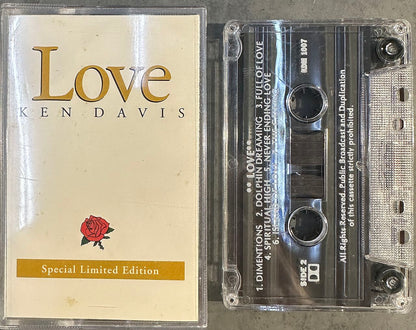 Love
KEN DAVIS
Special Limited Edition
KDM 1007
** LOVE **
1. DIMENTIONS 2. DOLPHIN DREAMING 3. FULL OF LOVE
4. SPIRITUAL HIGH 5. NEVER ENDING LOVE
6.
SIDE 2
All Rights Reserved. Public Broadcast and Duplication
of this cassette strictly prohibited.